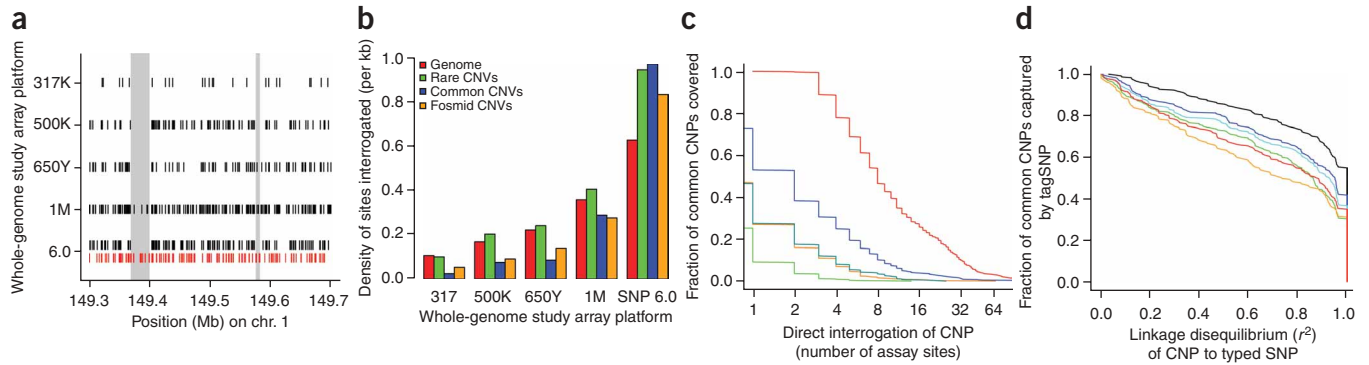 a
Whole-genome study array platform
317K
500K
650Y
1M
6.0
149.3 149.4 149.5 149.6 149.7
Position (Mb) on chr. 1
b
Density of sites interrogated (per kb)
1.0
0.8
0.6
0.4
0.2
0.0
Genome
Rare CNVs
Common CNVs
Fosmid CNVs
317 500K 650Y 1M SNP 6.0
Whole-genome study array platform
c
Fraction of common CNPs covered
1.0
0.8
0.6
0.4
0.2
0.0
1 2 4 8 16 32 64
Direct interrogation of CNP
(number of assay sites)
d
Fraction of common CNPs captured
by tagSNP
1.0
0.8
0.6
0.4
0.2
0.0
0.0 0.2 0.4 0.6 0.8 1.0
Linkage disequilibrium (r²)
of CNP to typed SNP